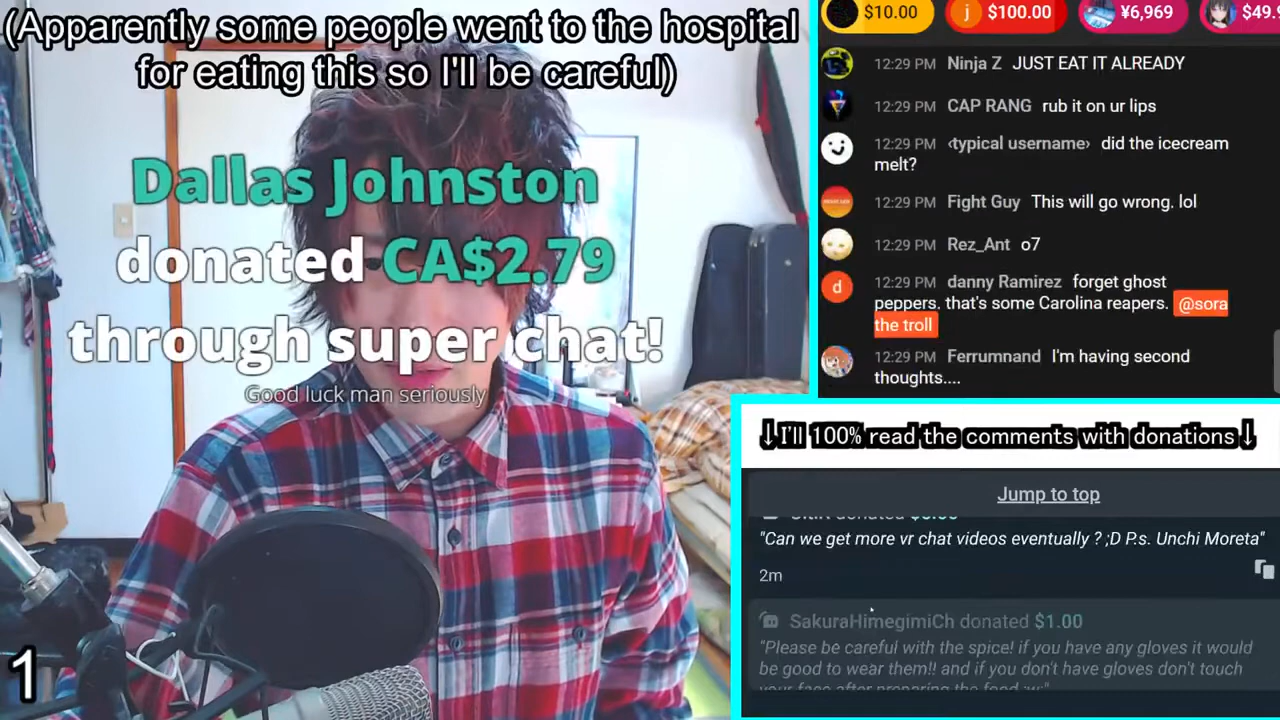 (Apparently some people went to the hospital
for eating this so I'll be careful)
Dallas Johnston
donated CA$2.79
through super chat!
Good luck man seriously
1
$10.00
j $100.00
¥6,969
12:29 PM Ninja Z JUST EAT IT ALREADY
12:29 PM CAP RANG rub it on ur lips
12:29 PM ‹typical username› did the icecream
melt?
12:29 PM Fight Guy This will go wrong. lol
12:29 PM Rez_Ant o7
d 12:29 PM danny Ramirez forget ghost
peppers. that's some Carolina reapers. @sora
the troll
12:29 PM Ferrumnand I'm having second
thoughts....
↓I'll 100% read the comments with donations↓
Jump to top
donated
"Can we get more vr chat videos eventually ? ;D P.s. Unchi Moreta"
2m
SakuraHimegimiCh donated $1.00
"Please be careful with the spice! if you have any gloves it would
be good to wear them!! and if you don't have gloves don't touch
your face after preparing the food